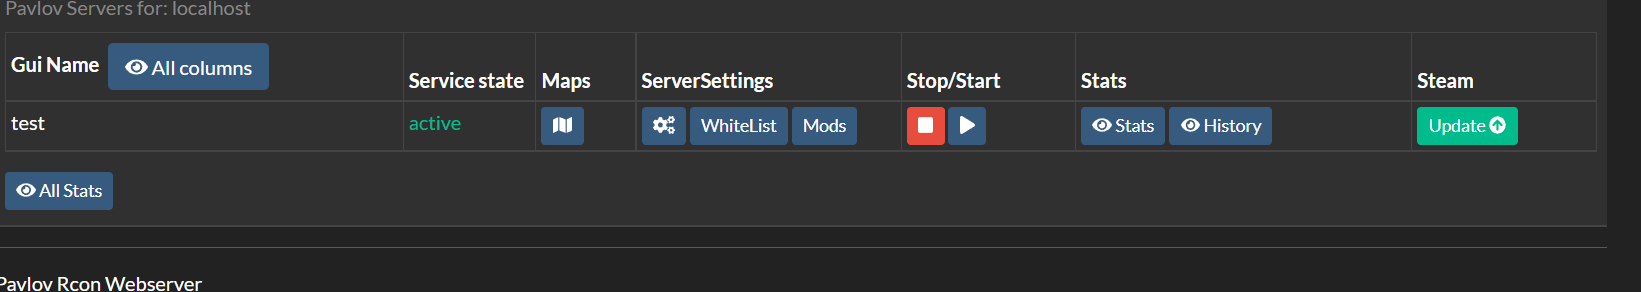 Pavlov Servers for: localhost
Gui Name All columns Service state Maps ServerSettings Stop/Start Stats Steam
test active WhiteList Mods Stats History Update
All Stats
Pavlov Rcon Webserver